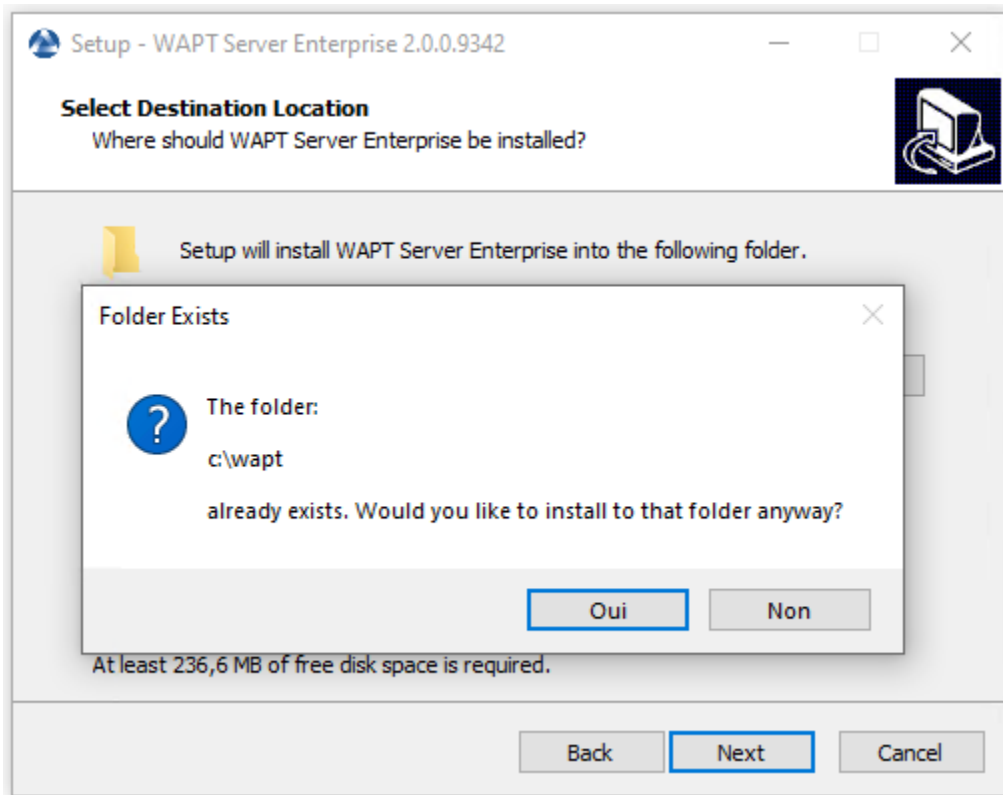 Setup - WAPT Server Enterprise 2.0.0.9342
Select Destination Location
Where should WAPT Server Enterprise be installed?
Setup will install WAPT Server Enterprise into the following folder.
Folder Exists
The folder:
c:\wapt
already exists. Would you like to install to that folder anyway?
Oui
Non
At least 236,6 MB of free disk space is required.
Back
Next
Cancel